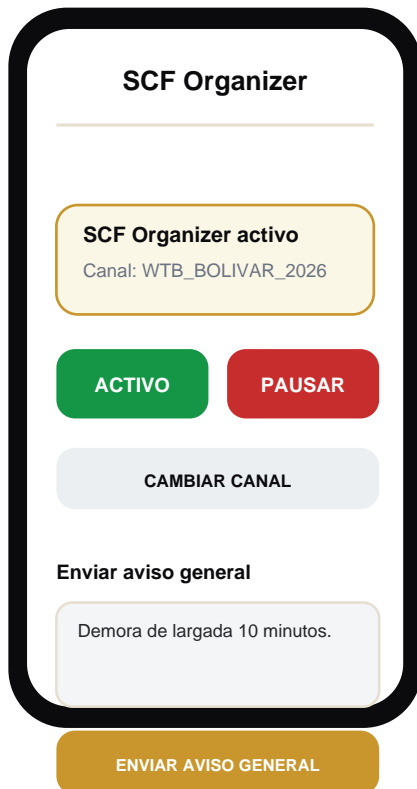 SCF Organizer
SCF Organizer activo
Canal: WTB_BOLIVAR_2026
ACTIVO
PAUSAR
CAMBIAR CANAL
Enviar aviso general
Demora de largada 10 minutos.
ENVIAR AVISO GENERAL